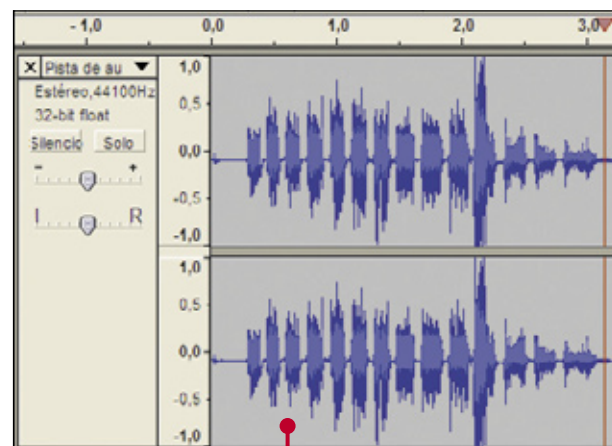 - 1,0 0,0 1,0 2,0 3,0
X Pista de au ▼
Estéreo,44100Hz
32-bit float
Silencio Solo
- +
I R
1,0
0,5
0,0
-0,5
-1,0
1,0
0,5
0,0
-0,5
-1,0